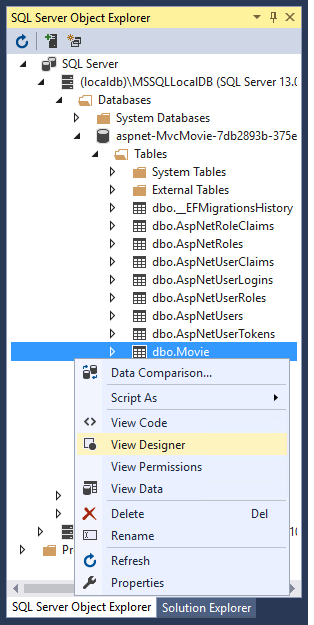 SQL Server Object Explorer
SQL Server
(localdb)\MSSQLLocalDB (SQL Server 13.0
Databases
System Databases
aspnet-MvcMovie-7db2893b-375e
Tables
System Tables
External Tables
dbo.__EFMigrationsHistory
dbo.AspNetRoleClaims
dbo.AspNetRoles
dbo.AspNetUserClaims
dbo.AspNetUserLogins
dbo.AspNetUserRoles
dbo.AspNetUsers
dbo.AspNetUserTokens
dbo.Movie
Data Comparison...
Script As
View Code
View Designer
View Permissions
View Data
Delete Del
Rename
10
Pr
Refresh
Properties
SQL Server Object Explorer Solution Explorer